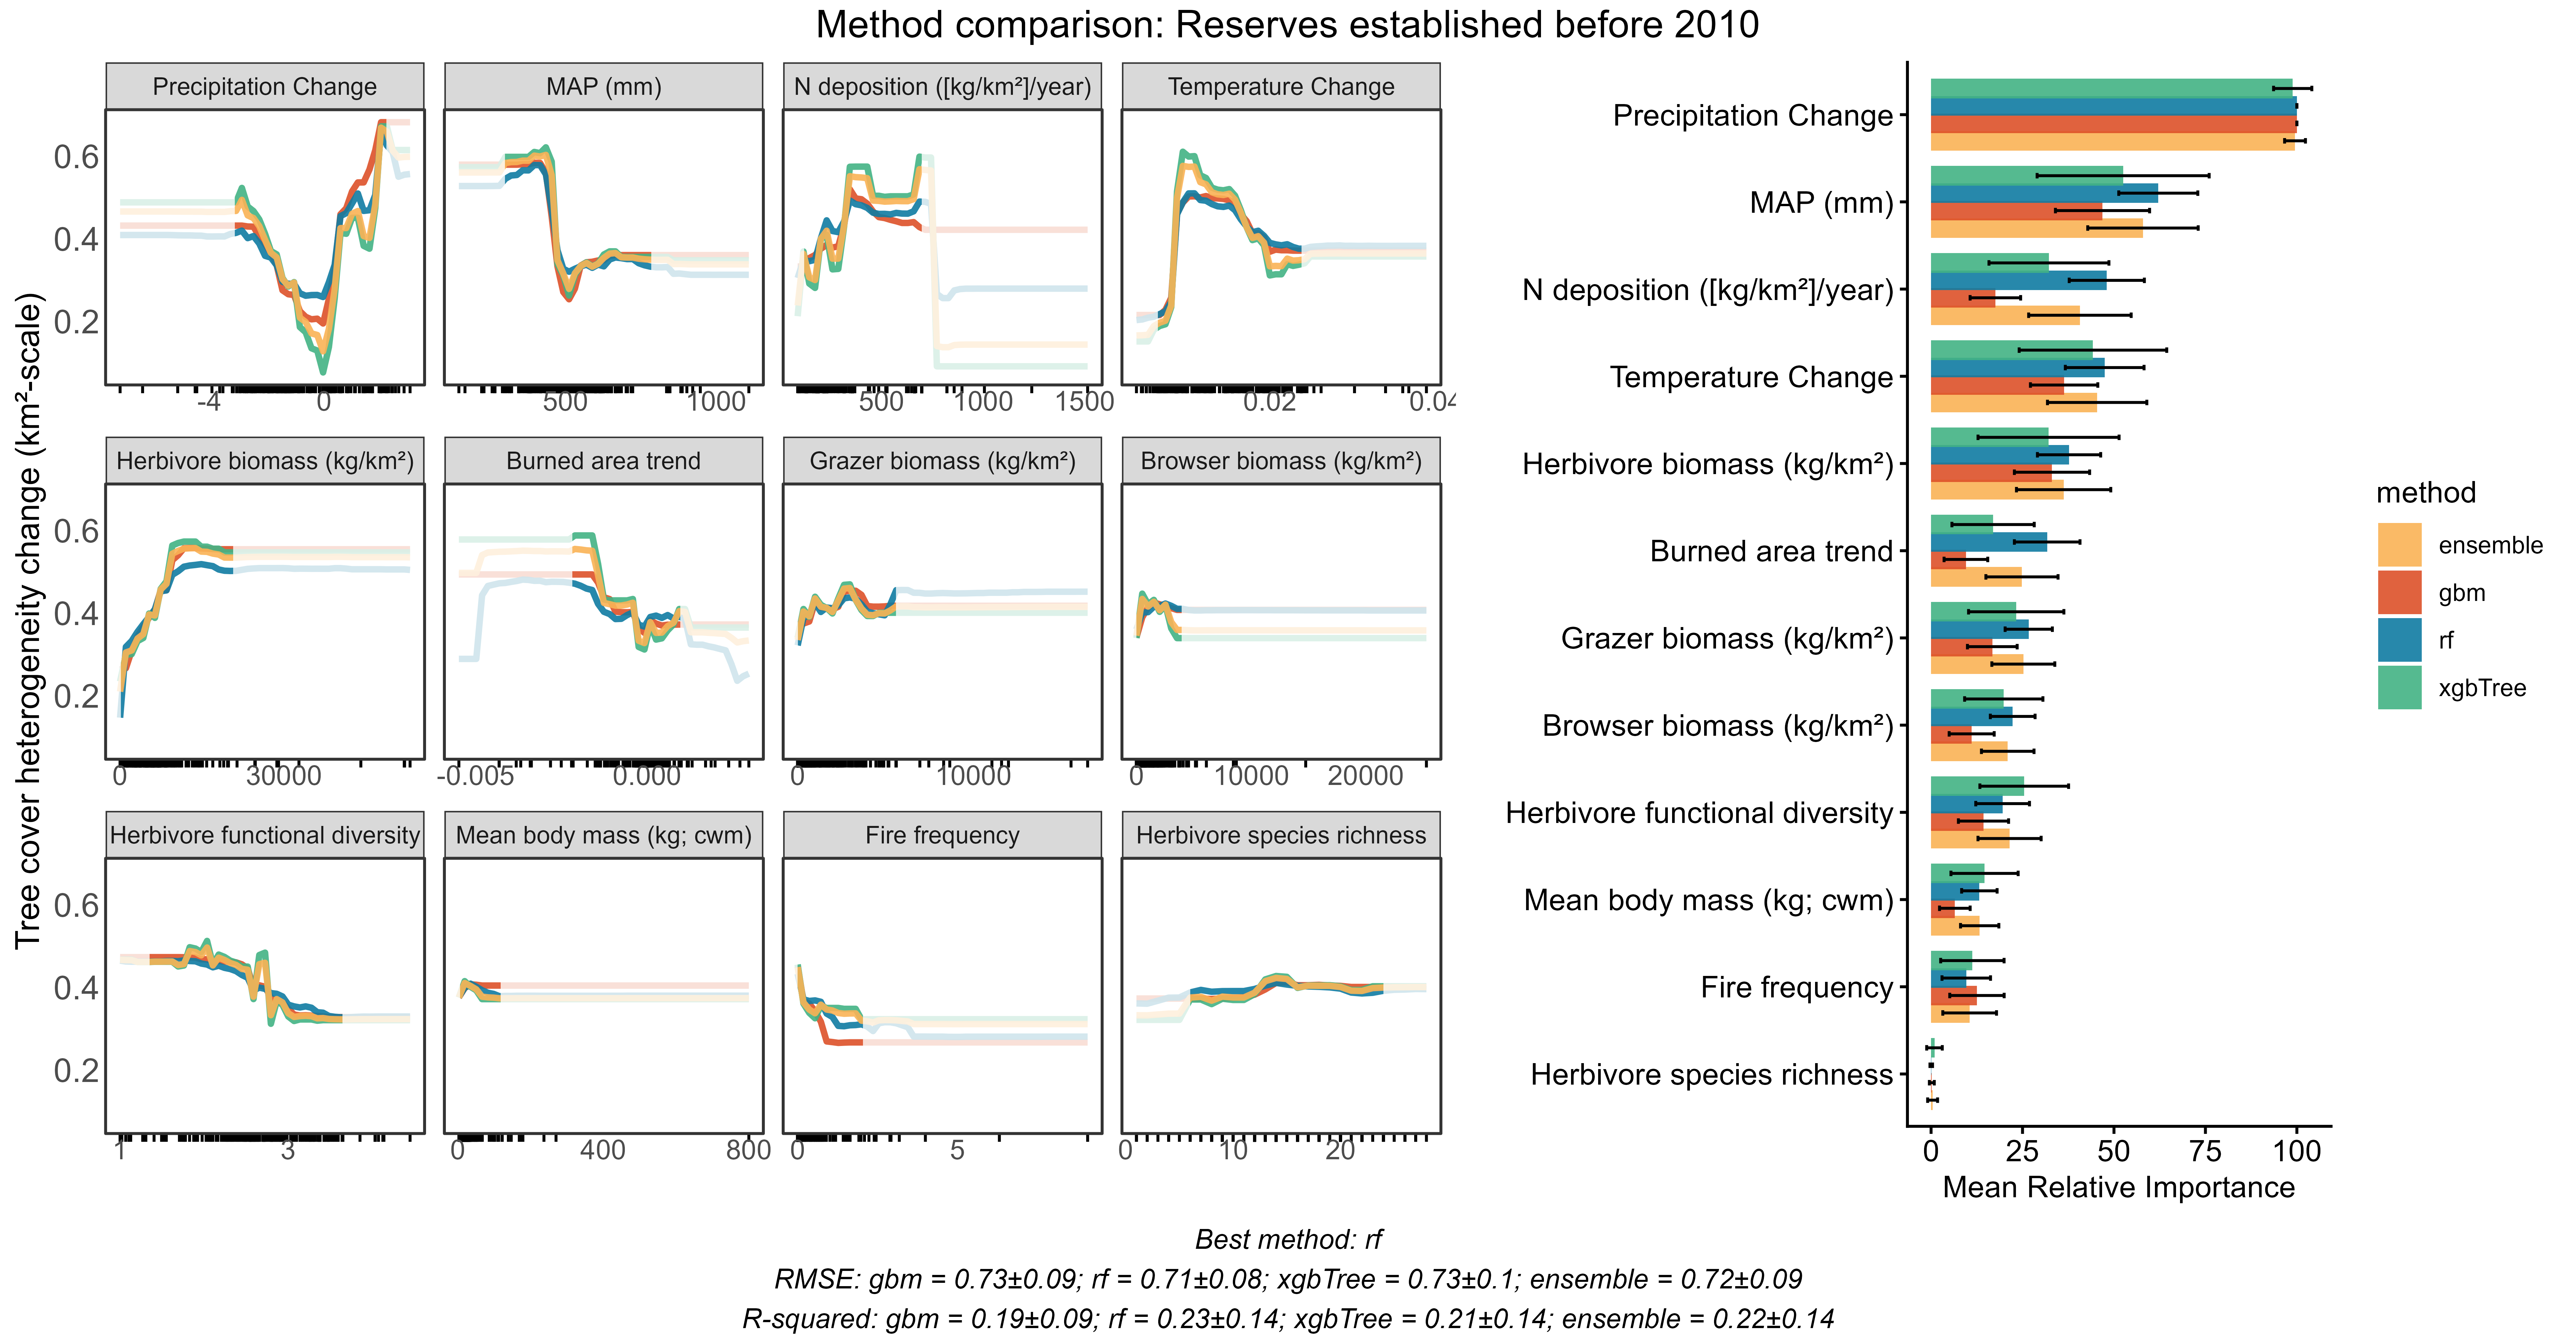 Method comparison: Reserves established before 2010
Tree cover heterogeneity change (km²-scale)
Precipitation Change
MAP (mm)
N deposition ([kg/km²]/year)
Temperature Change
0.6
0.4
0.2
-4 0
500 1000
500 1000 1500
0.02 0.04
Herbivore biomass (kg/km²)
Burned area trend
Grazer biomass (kg/km²)
Browser biomass (kg/km²)
0.6
0.4
0.2
0 30000
-0.005 0.000
0 10000
0 10000 20000
Herbivore functional diversity
Mean body mass (kg; cwm)
Fire frequency
Herbivore species richness
0.6
0.4
0.2
1 3
0 400 800
0 5
0 10 20
Precipitation Change
MAP (mm)
N deposition ([kg/km²]/year)
Temperature Change
Herbivore biomass (kg/km²)
Burned area trend
Grazer biomass (kg/km²)
Browser biomass (kg/km²)
Herbivore functional diversity
Mean body mass (kg; cwm)
Fire frequency
Herbivore species richness
0 25 50 75 100
Mean Relative Importance
method
ensemble
gbm
rf
xgbTree
Best method: rf
RMSE: gbm = 0.73±0.09; rf = 0.71±0.08; xgbTree = 0.73±0.1; ensemble = 0.72±0.09
R-squared: gbm = 0.19±0.09; rf = 0.23±0.14; xgbTree = 0.21±0.14; ensemble = 0.22±0.14